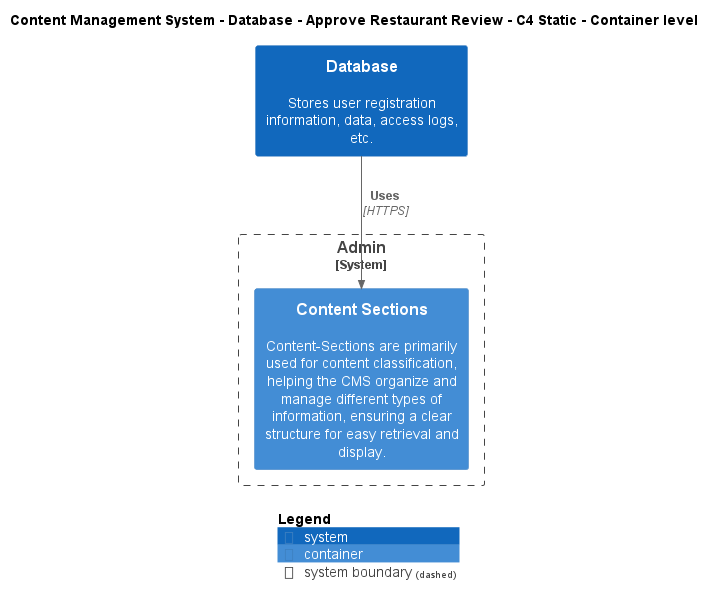 Content Management System - Database - Approve Restaurant Review - C4 Static - Container level
Database
Stores user registration
information, data, access logs,
etc.
Uses
[HTTPS]
Admin
[System]
Content Sections
Content-Sections are primarily
used for content classification,
helping the CMS organize and
manage different types of
information, ensuring a clear
structure for easy retrieval and
display.
Legend
system
container
system boundary (dashed)